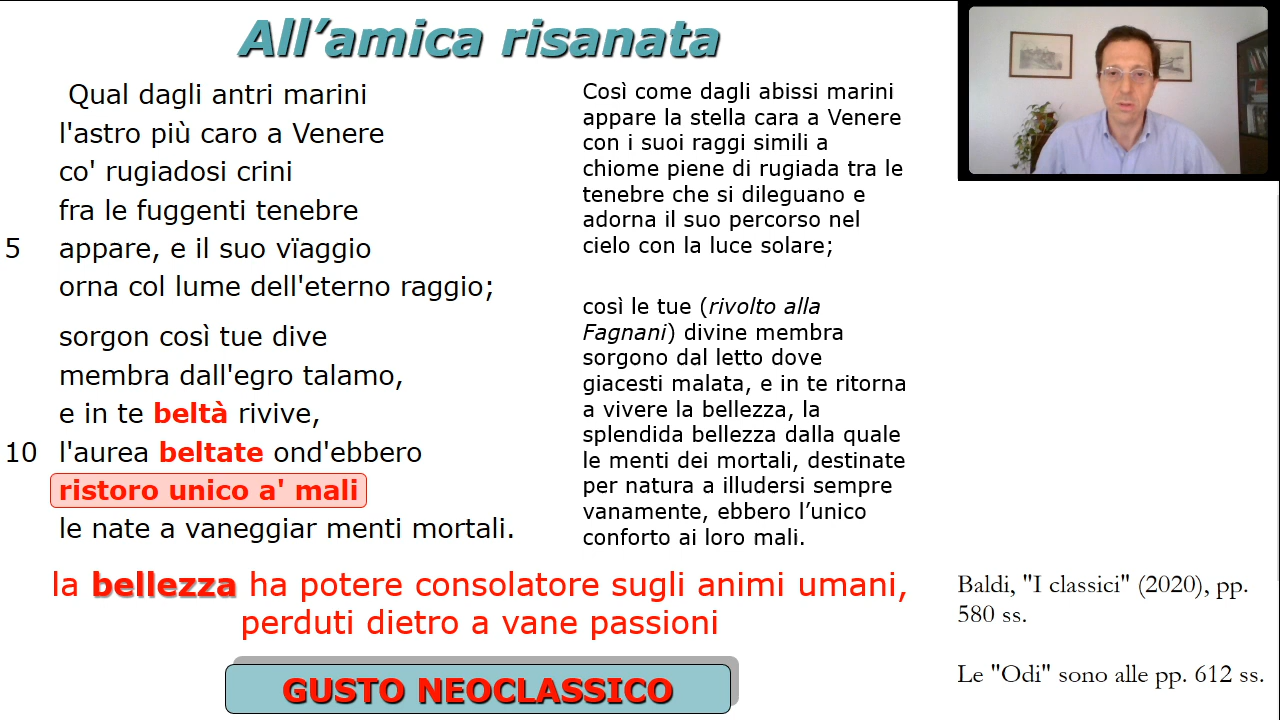 All'amica risanata
Qual dagli antri marini
l'astro più caro a Venere
co' rugiadosi crini
fra le fuggenti tenebre
5 appare, e il suo vïaggio
orna col lume dell'eterno raggio;
sorgon così tue dive
membra dall'egro talamo,
e in te beltà rivive,
10 l'aurea beltate ond'ebbero
ristoro unico a' mali
le nate a vaneggiar menti mortali.
Così come dagli abissi marini
appare la stella cara a Venere
con i suoi raggi simili a
chiome piene di rugiada tra le
tenebre che si dileguano e
adorna il suo percorso nel
cielo con la luce solare;
così le tue (rivolto alla
Fagnani) divine membra
sorgono dal letto dove
giacesti malata, e in te ritorna
a vivere la bellezza, la
splendida bellezza dalla quale
le menti dei mortali, destinate
per natura a illudersi sempre
vanamente, ebbero l’unico
conforto ai loro mali.
la bellezza ha potere consolatore sugli animi umani,
perduti dietro a vane passioni
GUSTO NEOCLASSICO
Baldi, "I classici" (2020), pp.
580 ss.
Le "Odi" sono alle pp. 612 ss.